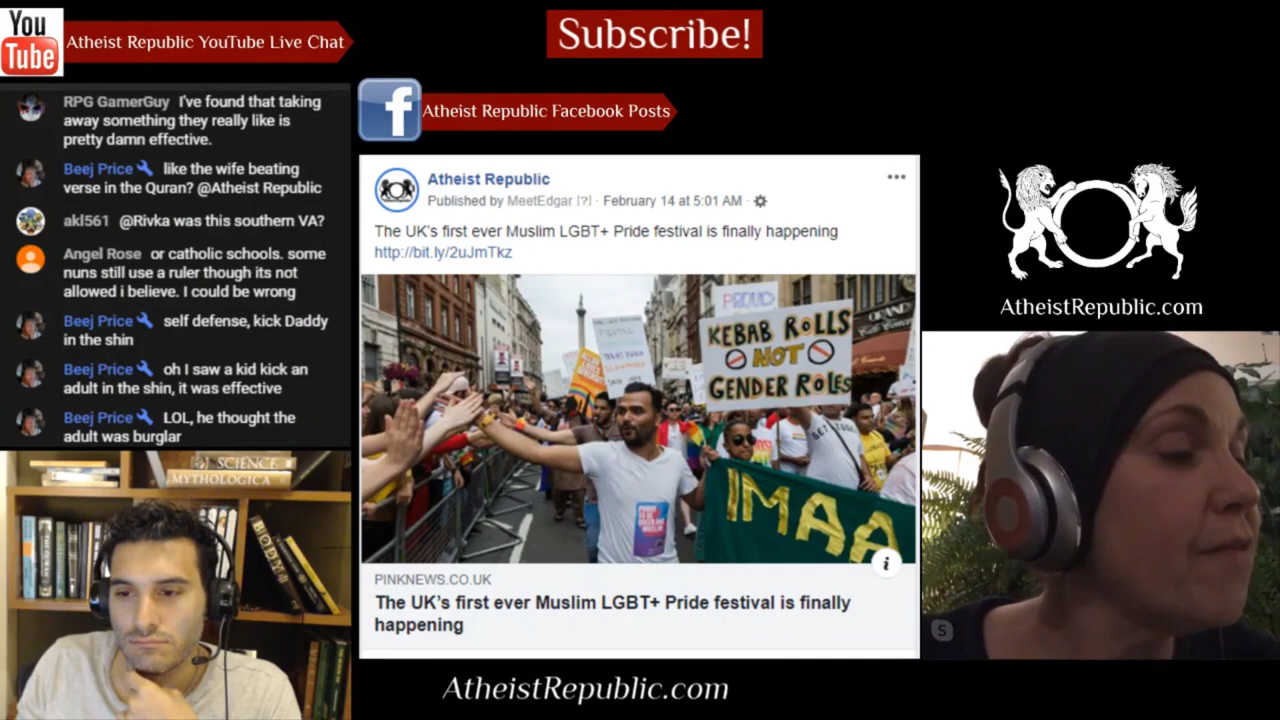 You
Tube
Atheist Republic YouTube Live Chat
Subscribe!
RPG GamerGuy I've found that taking
away something they really like is
pretty damn effective.
Beej Price like the wife beating
verse in the Quran? @Atheist Republic
akl561 @Rivka was this southern VA?
Angel Rose or catholic schools. some
nuns still use a ruler though its not
allowed i believe. I could be wrong
Beej Price self defense, kick Daddy
in the shin
Beej Price oh I saw a kid kick an
adult in the shin, it was effective
Beej Price LOL, he thought the
adult was burglar
SCIENCE
MYTHOLOGICA
BODY
f
Atheist Republic Facebook Posts
Atheist Republic
Published by MeetEdgar [?] · February 14 at 5:01 AM ·
The UK's first ever Muslim LGBT+ Pride festival is finally happening
http://bit.ly/2uJmTkz
PROUD
KEBAB ROLLS
NOT
GENDER ROLES
IMAA
i
PINKNEWS.CO.UK
The UK's first ever Muslim LGBT+ Pride festival is finally
happening
AtheistRepublic.com
AtheistRepublic.com
S